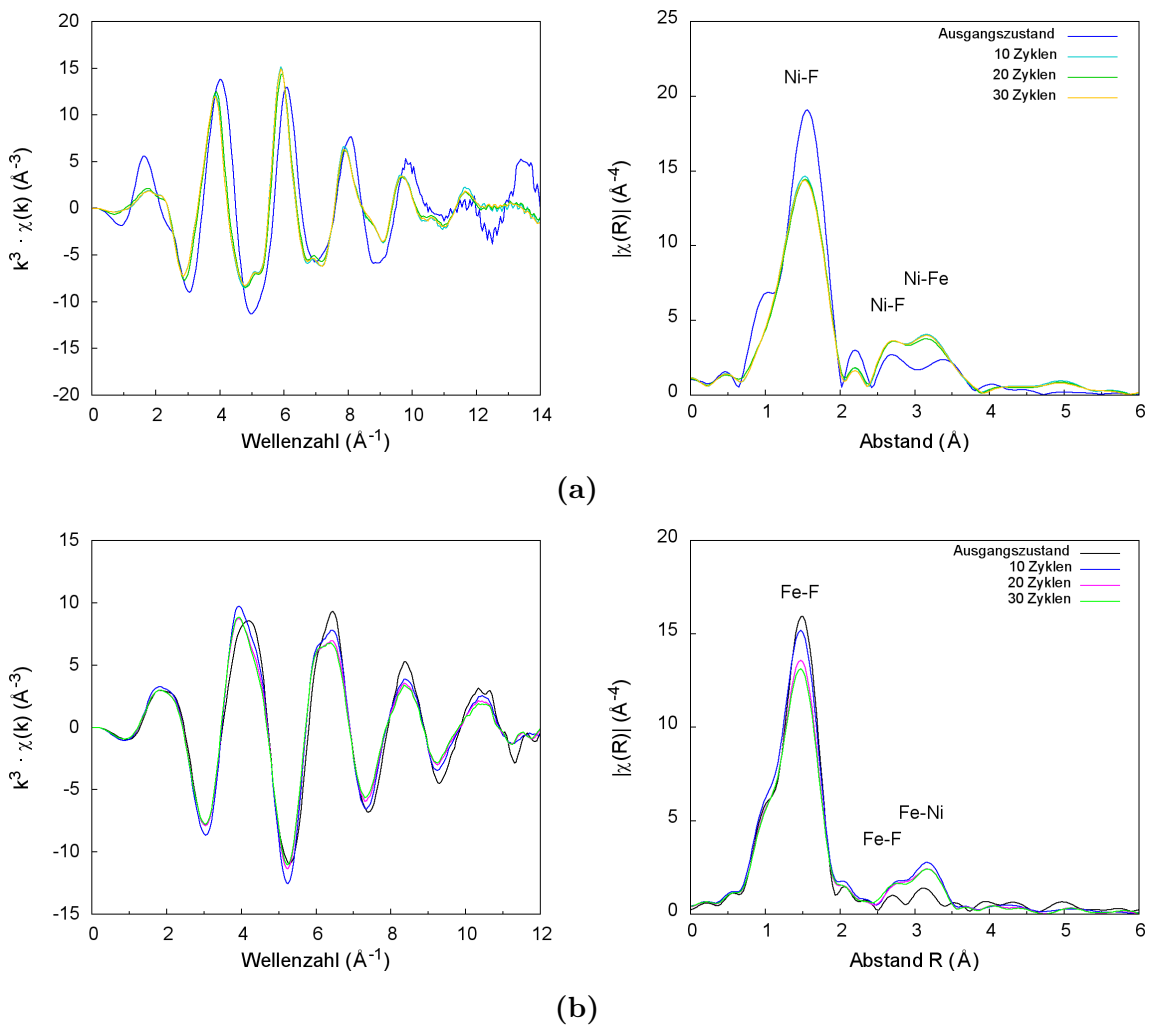 20
15
10
5
0
-5
-10
-15
-20
k³ · χ(k) (Å⁻³)
0 2 4 6 8 10 12 14
Wellenzahl (Å⁻¹)
25
20
15
10
5
0
|χ(R)| (Å⁻⁴)
Ausgangszustand
10 Zyklen
20 Zyklen
30 Zyklen
Ni-F
Ni-Fe
Ni-F
0 1 2 3 4 5 6
Abstand (Å)
(a)
15
10
5
0
-5
-10
-15
k³ · χ(k) (Å⁻³)
0 2 4 6 8 10 12
Wellenzahl (Å⁻¹)
20
15
10
5
0
|χ(R)| (Å⁻⁴)
Ausgangszustand
10 Zyklen
20 Zyklen
30 Zyklen
Fe-F
Fe-Ni
Fe-F
0 1 2 3 4 5 6
Abstand R (Å)
(b)